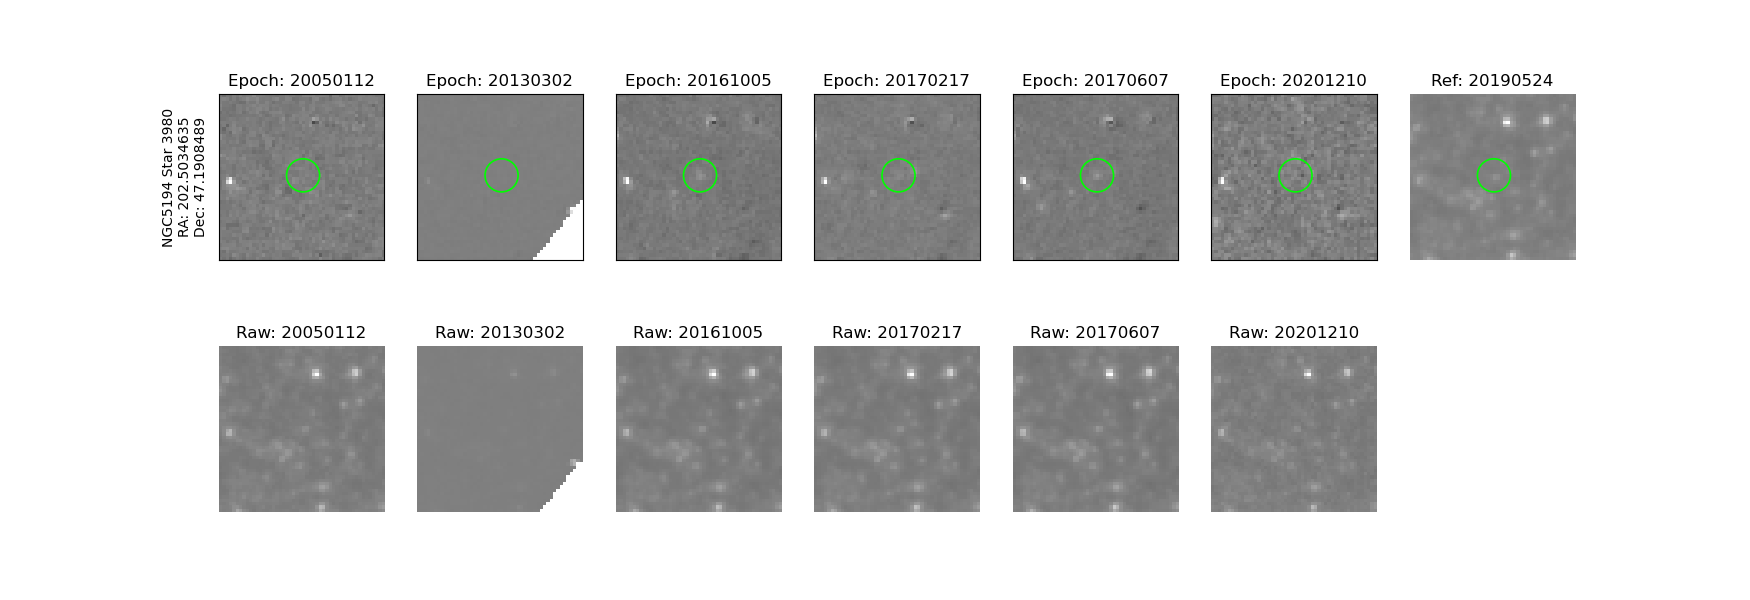 NGC5194 Star 3980
RA: 202.5034635
Dec: 47.1908489
Epoch: 20050112
Epoch: 20130302
Epoch: 20161005
Epoch: 20170217
Epoch: 20170607
Epoch: 20201210
Ref: 20190524
Raw: 20050112
Raw: 20130302
Raw: 20161005
Raw: 20170217
Raw: 20170607
Raw: 20201210